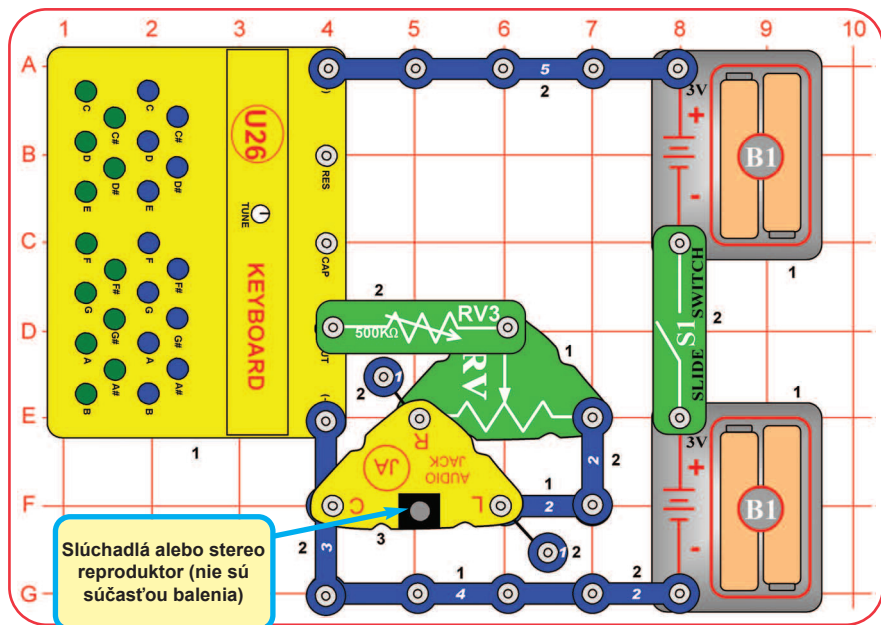 1 2 3 4 5 6 7 8 9 10
A
B
C
D
E
F
G
C
C#
D
D#
E
F
F#
G
G#
A
A#
B
C
C#
D
D#
E
F
F#
G
G#
A
A#
B
U26
TUNE
KEYBOARD
1
)
RES
CAP
UT
(-
5
2
3V
+
-
B1
1
S1
SLIDE SWITCH
2
2
RV3
500KΩ
RV
1
1
2
R
JA
AUDIO
JACK
C
L
3
2
2
1
2
1
2
3
2
1
4
2
2
3V
+
-
B1
1
Slúchadlá alebo stereo
reproduktor (nie sú
súčasťou balenia)